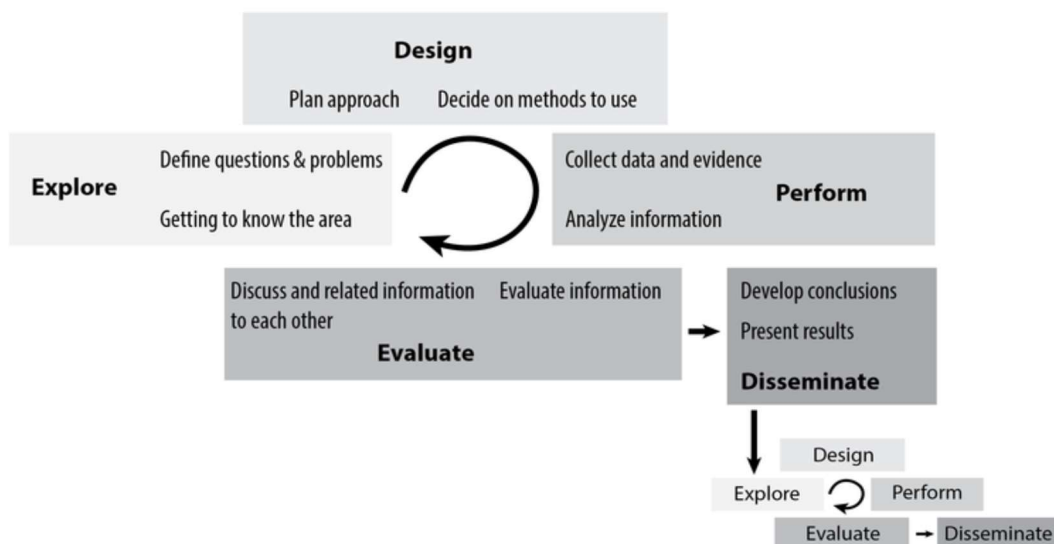 Design
Plan approach Decide on methods to use
Define questions & problems
Explore
Getting to know the area
Collect data and evidence
Perform
Analyze information
Discuss and related information Evaluate information
to each other
Evaluate
Develop conclusions
Present results
Disseminate
Design
Explore Perform
Evaluate Disseminate